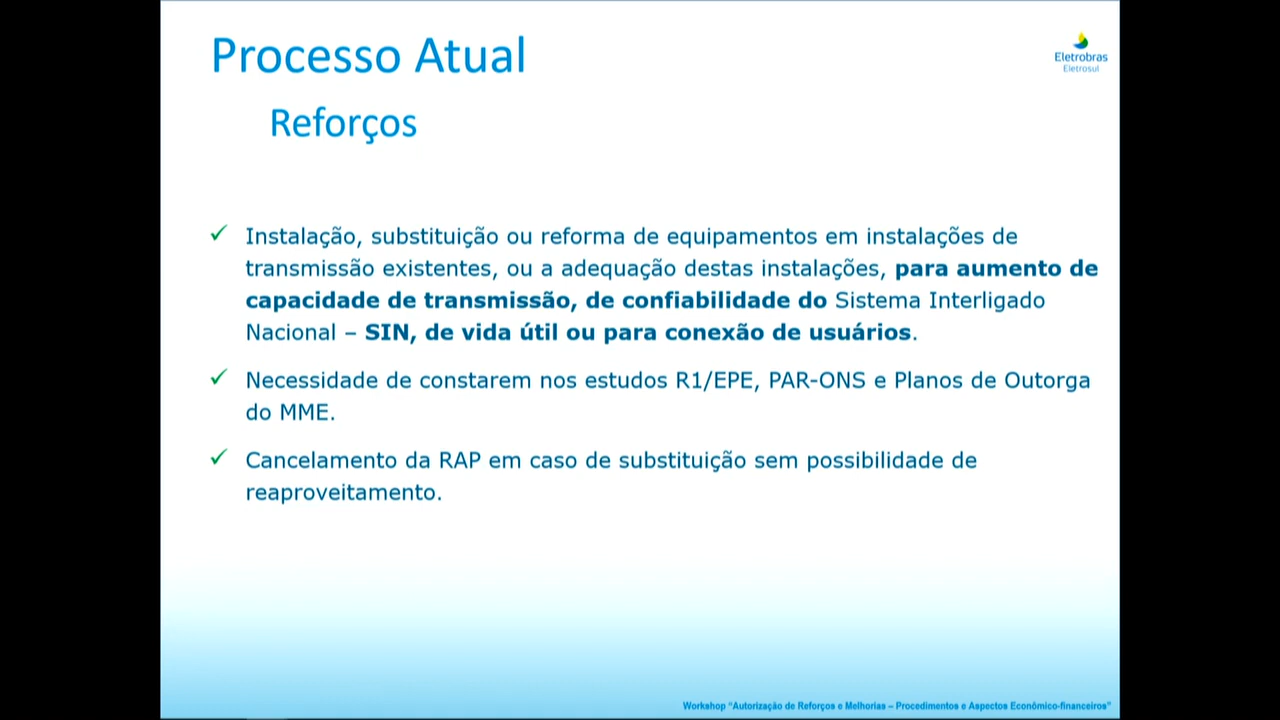 Processo Atual
Eletrobras
Eletrosul
Reforços
Instalação, substituição ou reforma de equipamentos em instalações de
transmissão existentes, ou a adequação destas instalações, para aumento de
capacidade de transmissão, de confiabilidade do Sistema Interligado
Nacional – SIN, de vida útil ou para conexão de usuários.
Necessidade de constarem nos estudos R1/EPE, PAR-ONS e Planos de Outorga
do MME.
Cancelamento da RAP em caso de substituição sem possibilidade de
reaproveitamento.
Workshop “Autorização de Reforços e Melhorias – Procedimentos e Aspectos Econômico-financeiros”